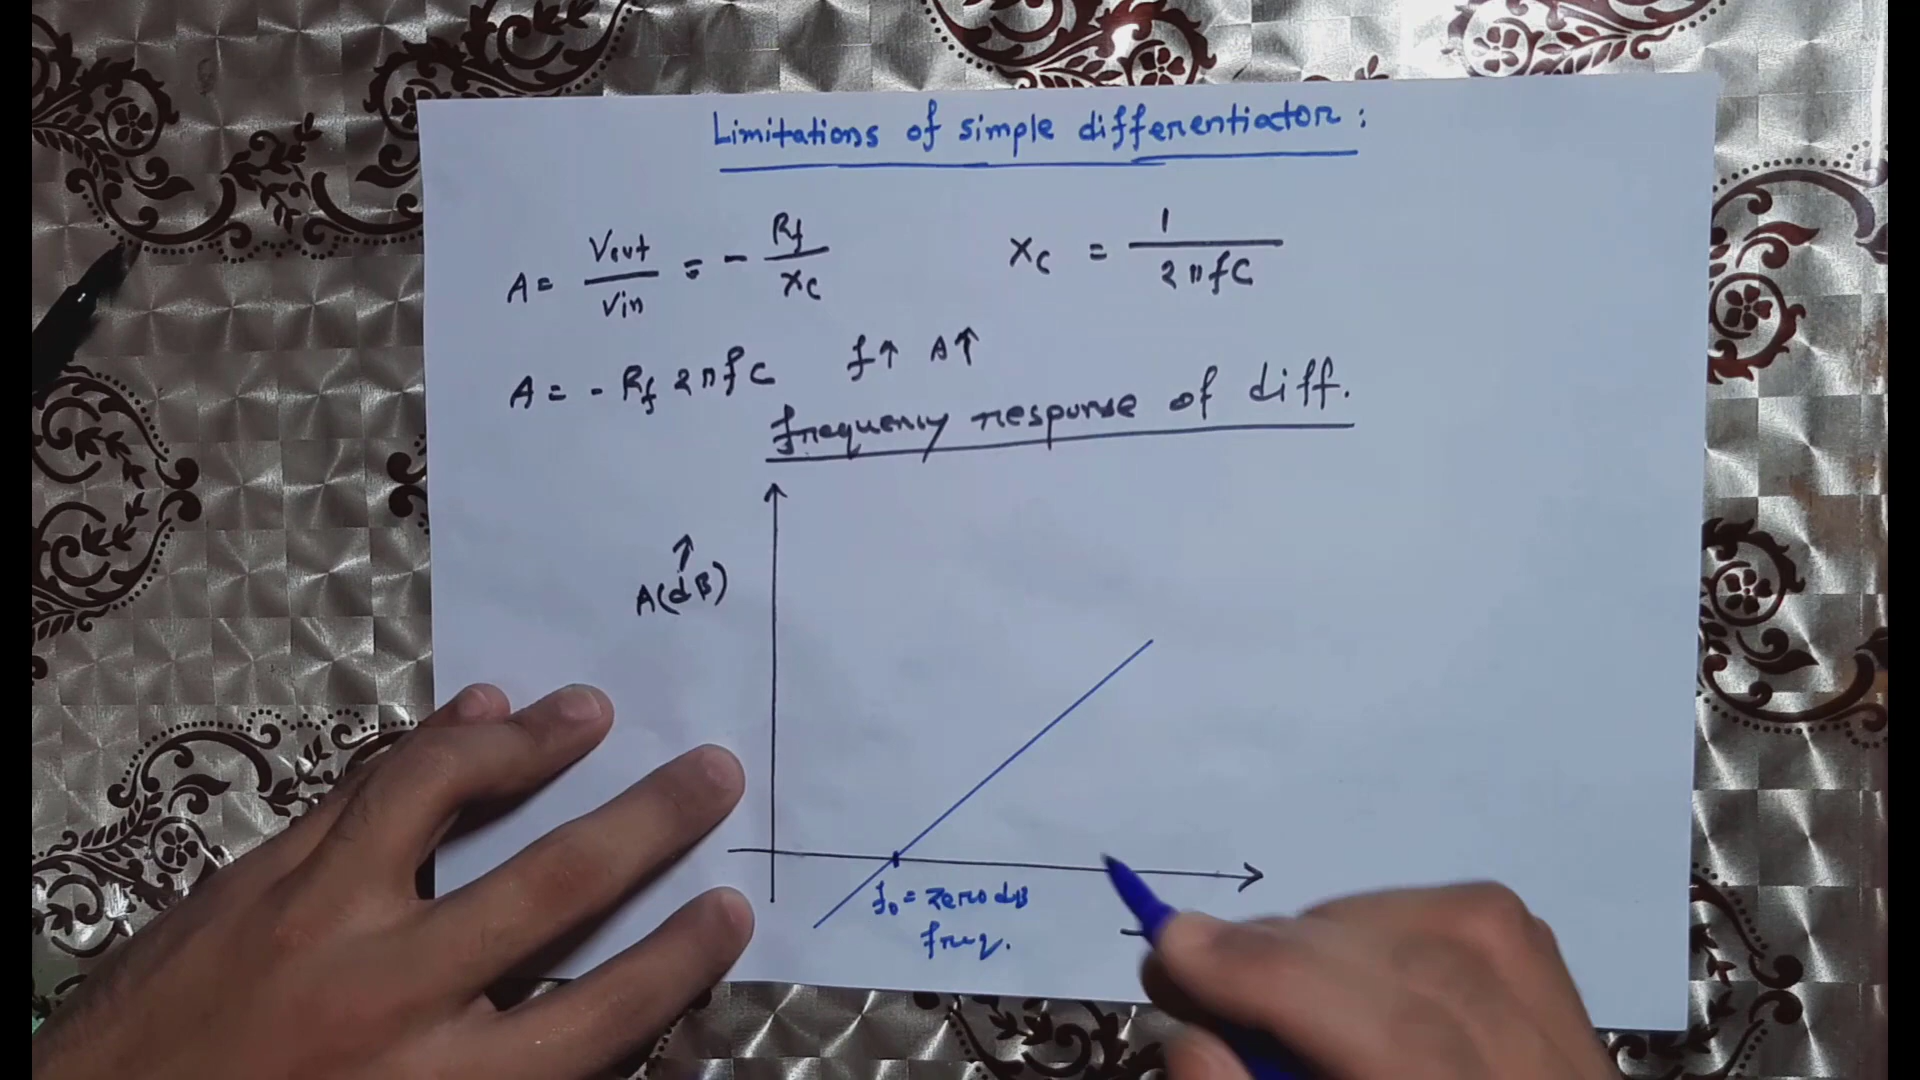 Limitations of simple differentiator:
A = Vout / Vin = - Rf / Xc
Xc = 1 / 2πfC
A = - Rf 2πfC f↑ A↑
frequency response of diff.
A(dB)
f₀ = zero dB
freq.